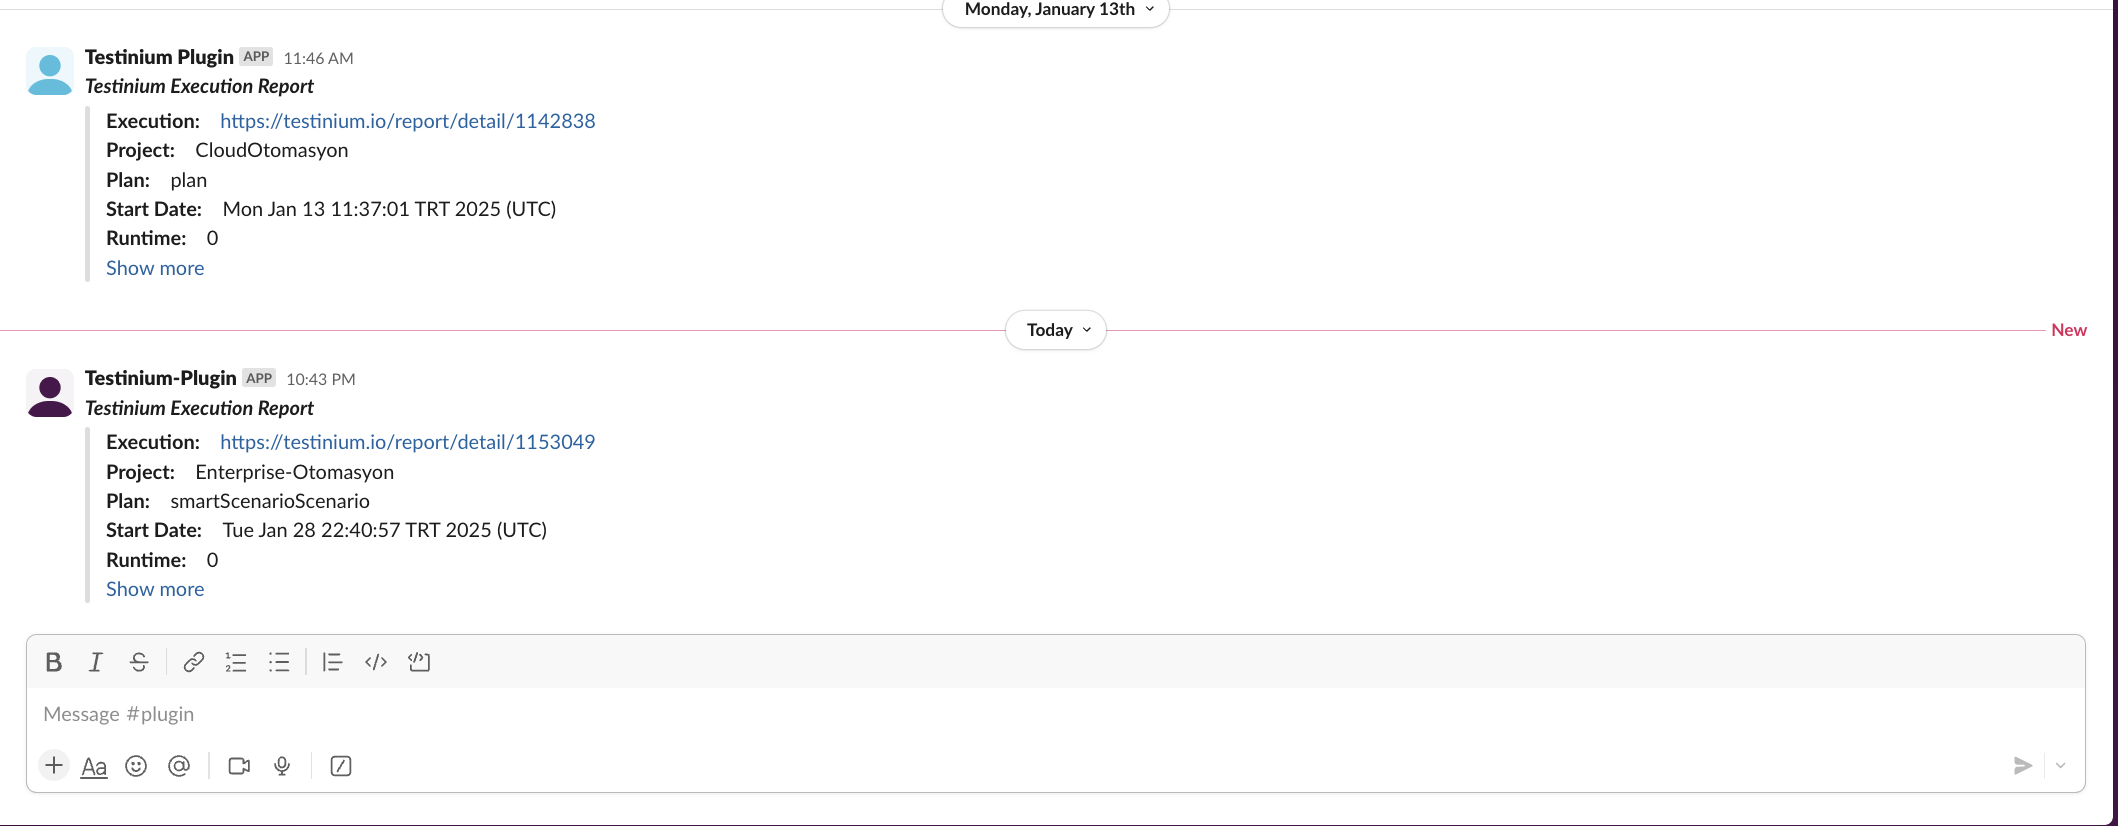 Monday, January 13th
Testinium Plugin APP 11:46 AM
Testinium Execution Report
Execution: https://testinium.io/report/detail/1142838
Project: CloudOtomasyon
Plan: plan
Start Date: Mon Jan 13 11:37:01 TRT 2025 (UTC)
Runtime: 0
Show more
Today
New
Testinium-Plugin APP 10:43 PM
Testinium Execution Report
Execution: https://testinium.io/report/detail/1153049
Project: Enterprise-Otomasyon
Plan: smartScenarioScenario
Start Date: Tue Jan 28 22:40:57 TRT 2025 (UTC)
Runtime: 0
Show more
Message #plugin
Aa